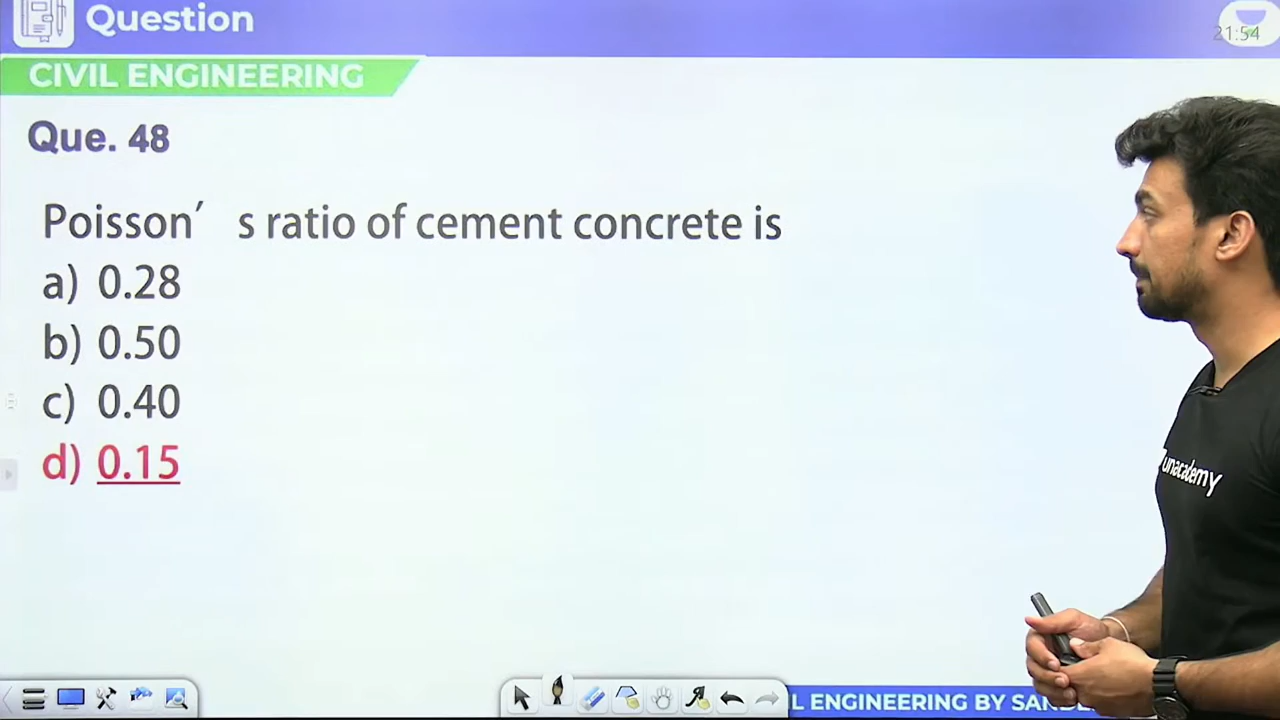 Question
21:54
CIVIL ENGINEERING
Que. 48
Poisson′ s ratio of cement concrete is
a) 0.28
b) 0.50
c) 0.40
d) 0.15
unacademy
ENGINEERING BY